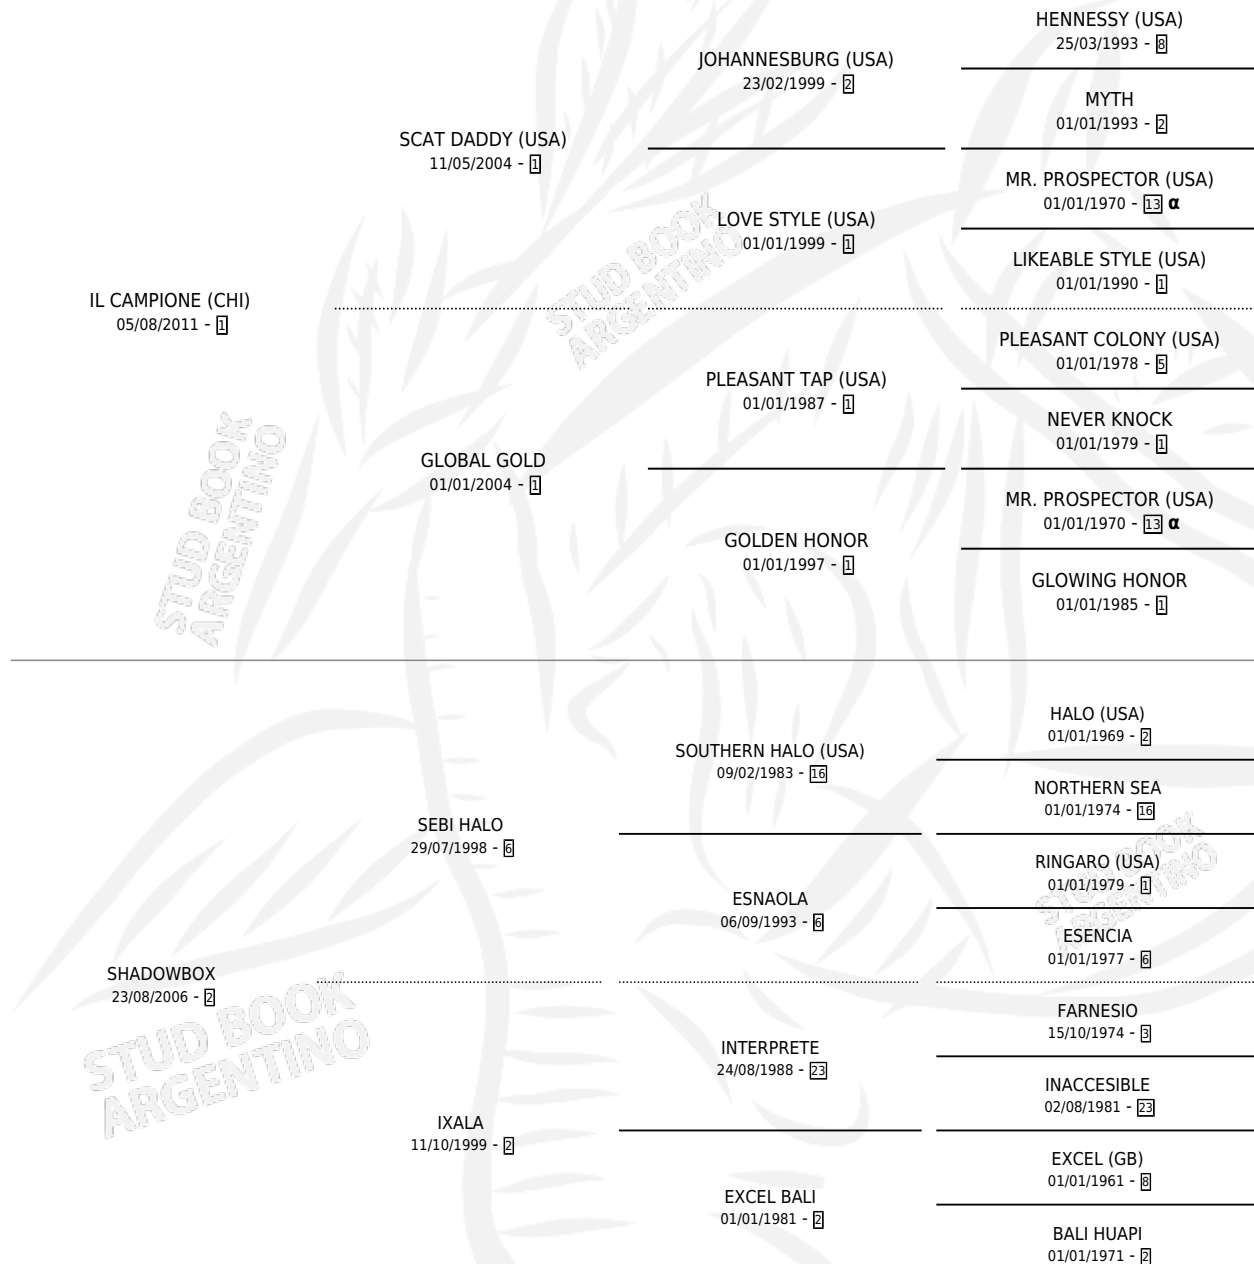 HENNESSY (USA)
25/03/1993 - 8
JOHANNESBURG (USA)
23/02/1999 - 2
MYTH
01/01/1993 - 2
SCAT DADDY (USA)
11/05/2004 - 1
MR. PROSPECTOR (USA)
01/01/1970 - 13 α
LOVE STYLE (USA)
01/01/1999 - 1
LIKEABLE STYLE (USA)
01/01/1990 - 1
STUD BOOK
ARGENTINO
IL CAMPIONE (CHI)
05/08/2011 - 1
PLEASANT COLONY (USA)
01/01/1978 - 5
PLEASANT TAP (USA)
01/01/1987 - 1
NEVER KNOCK
01/01/1979 - 1
GLOBAL GOLD
01/01/2004 - 1
MR. PROSPECTOR (USA)
01/01/1970 - 13 α
GOLDEN HONOR
01/01/1997 - 1
GLOWING HONOR
01/01/1985 - 1
STUD BOOK
ARGENTINO
HALO (USA)
01/01/1969 - 2
SOUTHERN HALO (USA)
09/02/1983 - 16
NORTHERN SEA
01/01/1974 - 16
SEBI HALO
29/07/1998 - 6
RINGARO (USA)
01/01/1979 - 1
STUD BOOK
ARGENTINO
ESNAOLA
06/09/1993 - 6
ESENCIA
01/01/1977 - 6
SHADOWBOX
23/08/2006 - 2
FARNESIO
15/10/1974 - 3
STUD BOOK
ARGENTINO
INTERPRETE
24/08/1988 - 23
INACCESIBLE
02/08/1981 - 23
IXALA
11/10/1999 - 2
EXCEL (GB)
01/01/1961 - 8
EXCEL BALI
01/01/1981 - 2
BALI HUAPI
01/01/1971 - 2